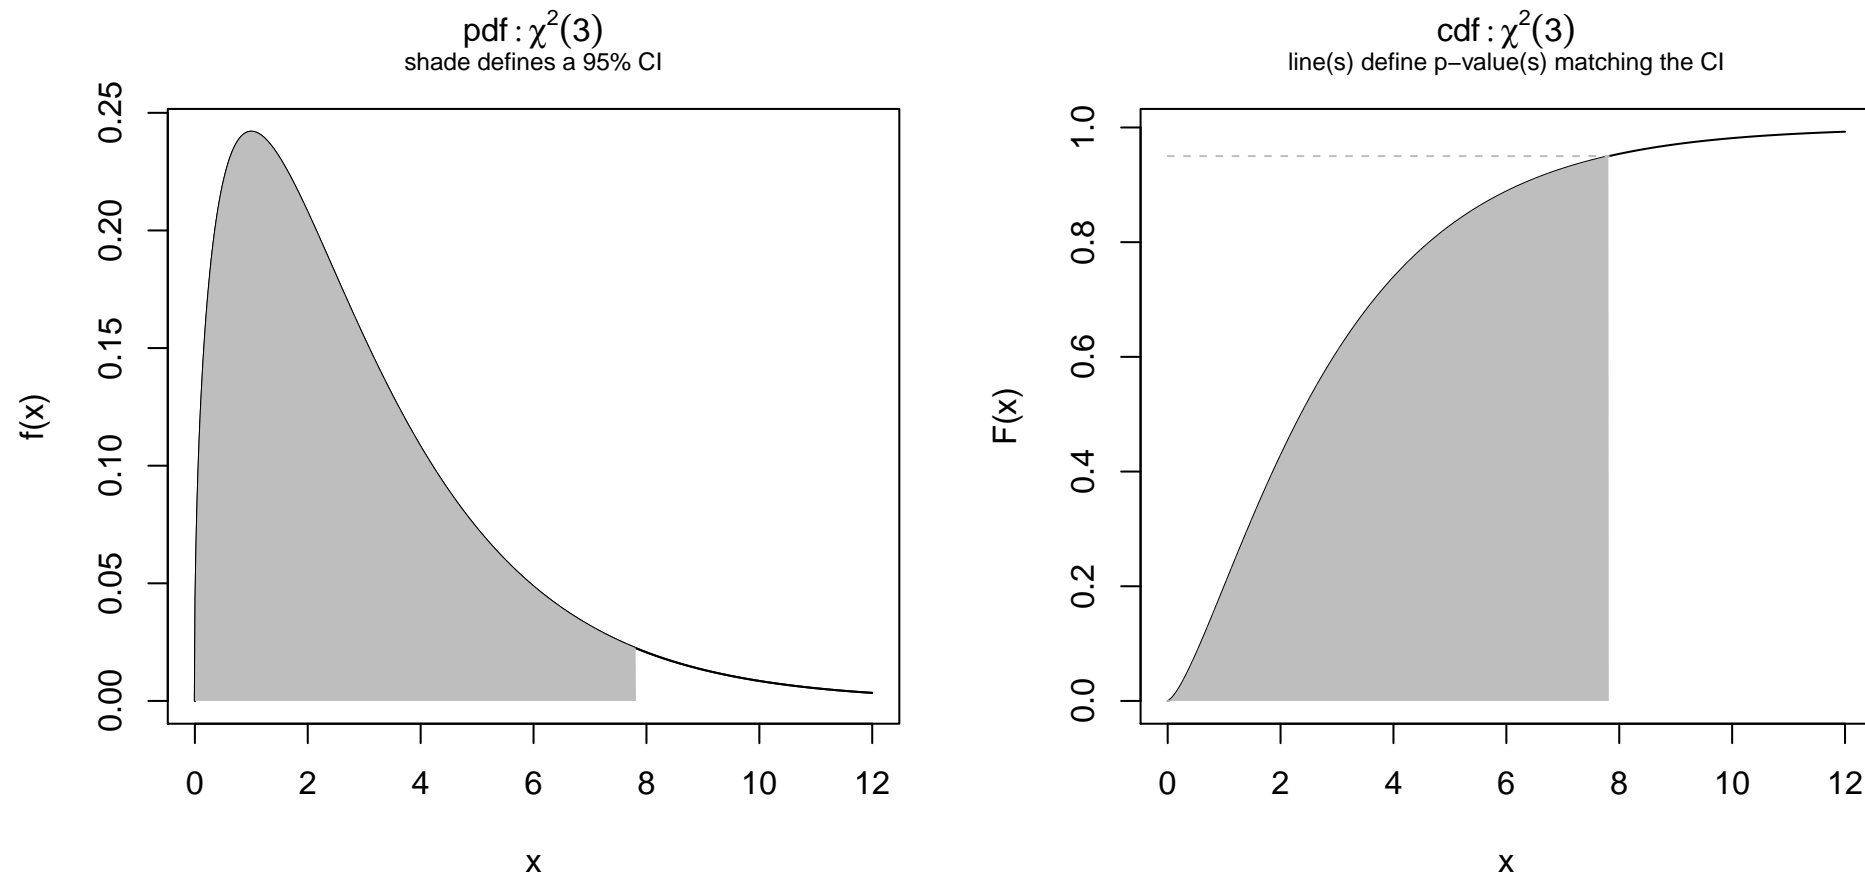 pdf : χ²(3)
shade defines a 95% CI
f(x)
0.25
0.20
0.15
0.10
0.05
0.00
0 2 4 6 8 10 12
x
cdf : χ²(3)
line(s) define p−value(s) matching the CI
F(x)
1.0
0.8
0.6
0.4
0.2
0.0
0 2 4 6 8 10 12
x